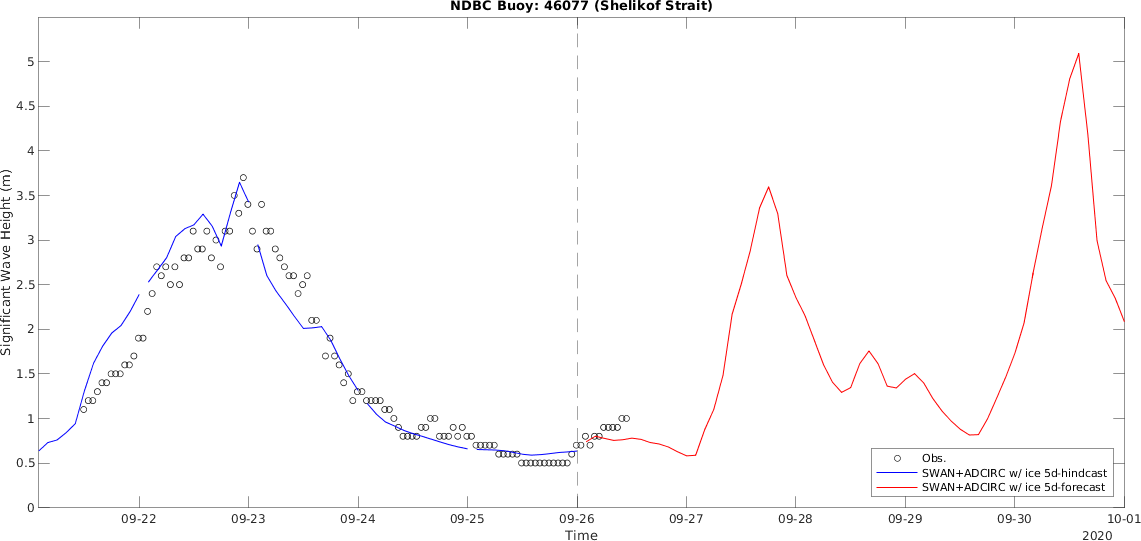 NDBC Buoy: 46077 (Shelikof Strait)
Significant Wave Height (m)
5
4.5
4
3.5
3
2.5
2
1.5
1
0.5
0
Obs.
SWAN+ADCIRC w/ ice 5d-hindcast
SWAN+ADCIRC w/ ice 5d-forecast
09-22 09-23 09-24 09-25 09-26 09-27 09-28 09-29 09-30 10-01
Time
2020